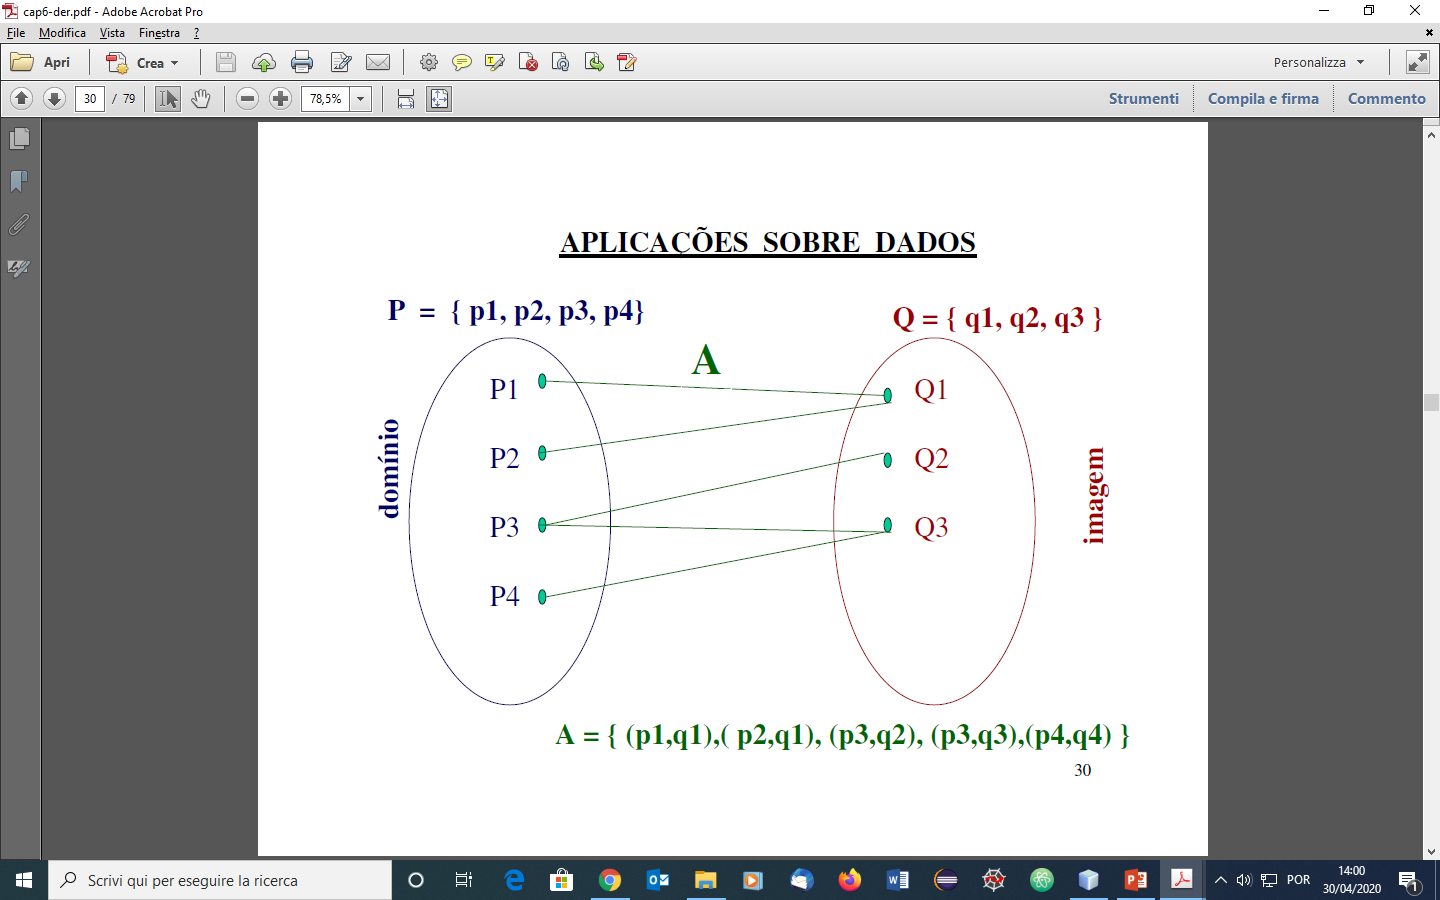 cap6-der.pdf - Adobe Acrobat Pro
File Modifica Vista Finestra ?
Apri Crea Personalizza
30 / 79 78,5% Strumenti Compila e firma Commento
APLICAÇÕES SOBRE DADOS
P = { p1, p2, p3, p4}
Q = { q1, q2, q3 }
A
P1 Q1
P2 Q2
P3 Q3
P4
domínio
imagem
A = { (p1,q1),( p2,q1), (p3,q2), (p3,q3),(p4,q4) }
30
Scrivi qui per eseguire la ricerca
POR
14:00
30/04/2020
1